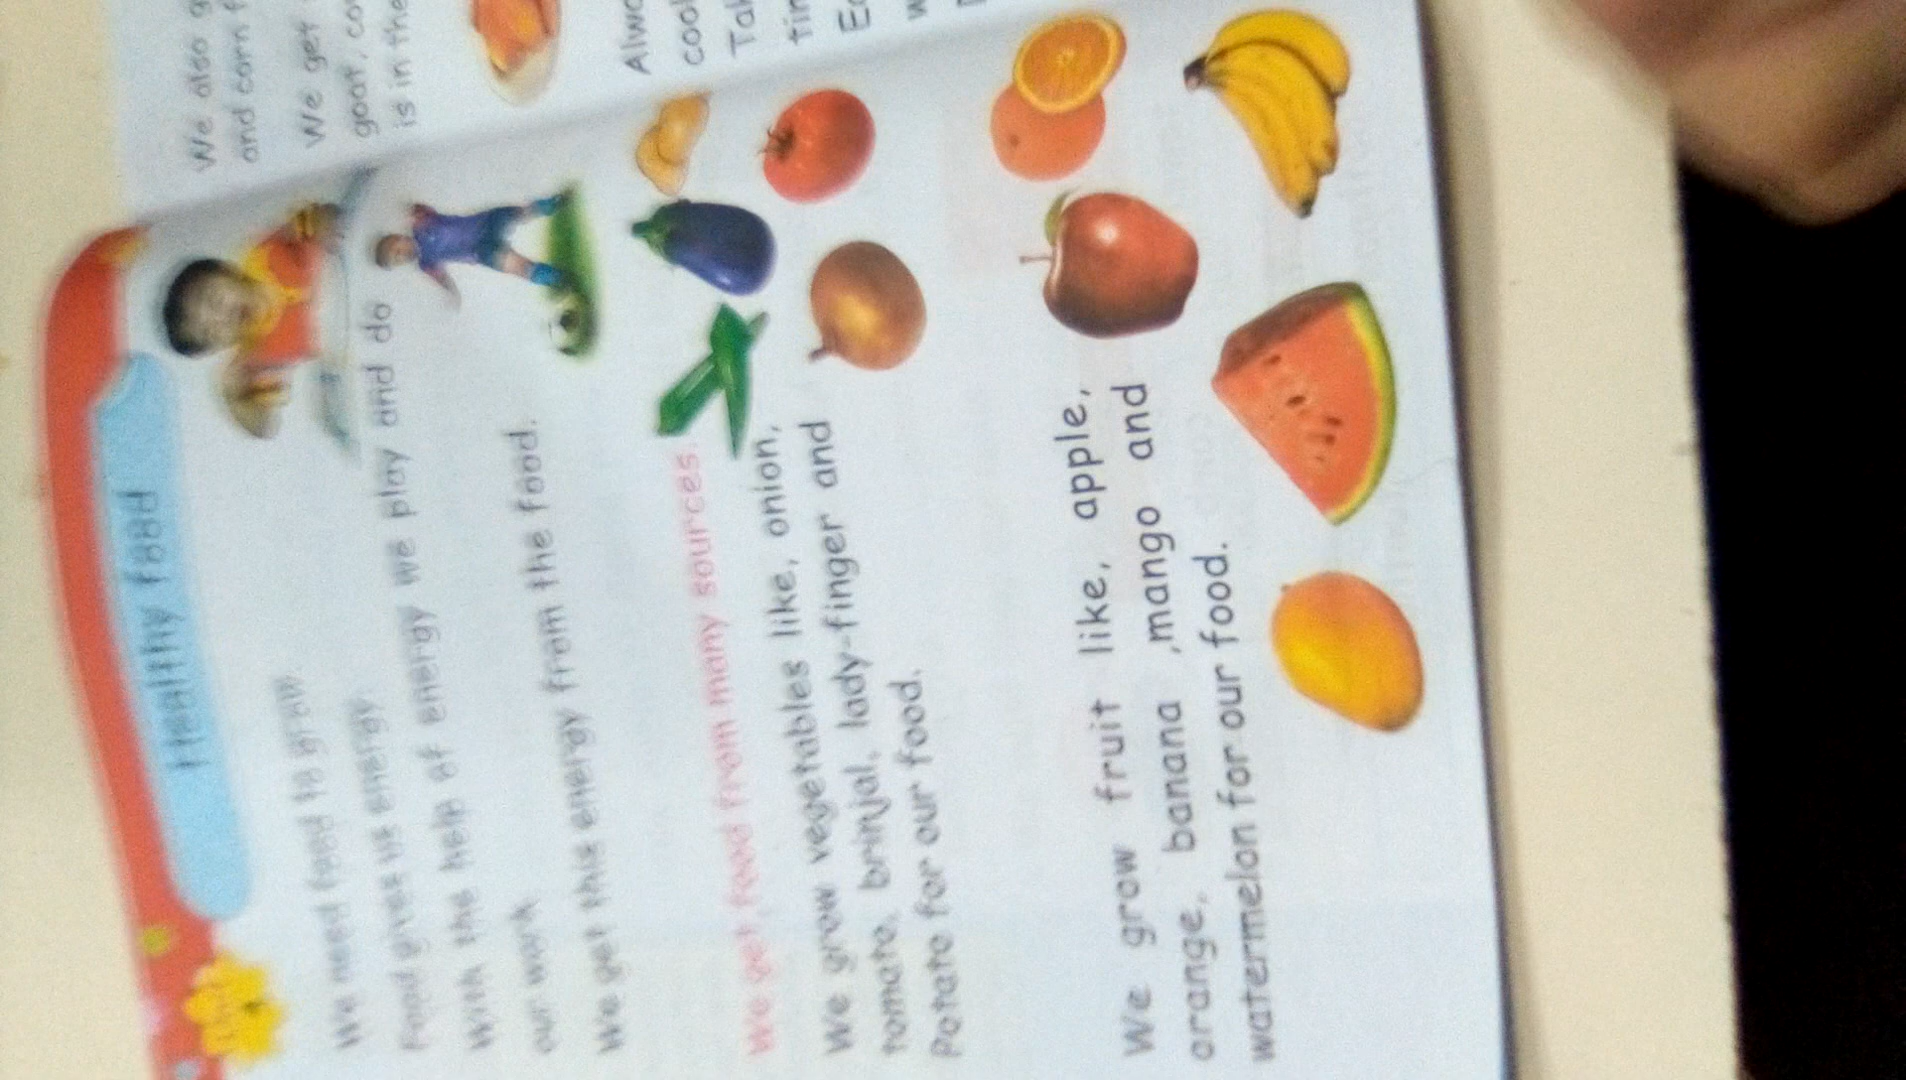 Healthy food
We need food to grow.
Food gives us energy.
With the help of energy we play and do
our work.
We get this energy from the food.
We get food from many sources.
We grow vegetables like, onion,
tomato, brinjal, lady-finger and
Potato for our food.
We grow fruit like, apple,
orange, banana ,mango and
watermelon for our food.
We also g
and corn f
We get
goat, co
is in the
Alwa
cool
Ta
tim